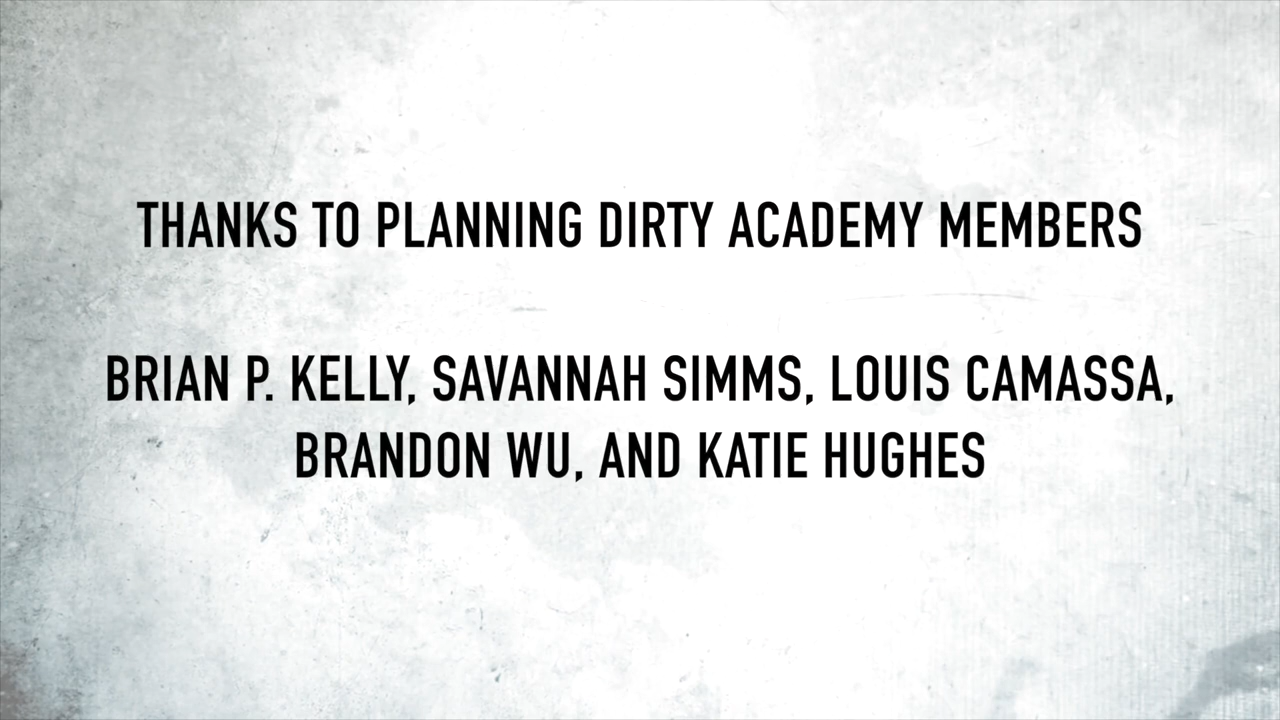 THANKS TO PLANNING DIRTY ACADEMY MEMBERS
BRIAN P. KELLY, SAVANNAH SIMMS, LOUIS CAMASSA,
BRANDON WU, AND KATIE HUGHES